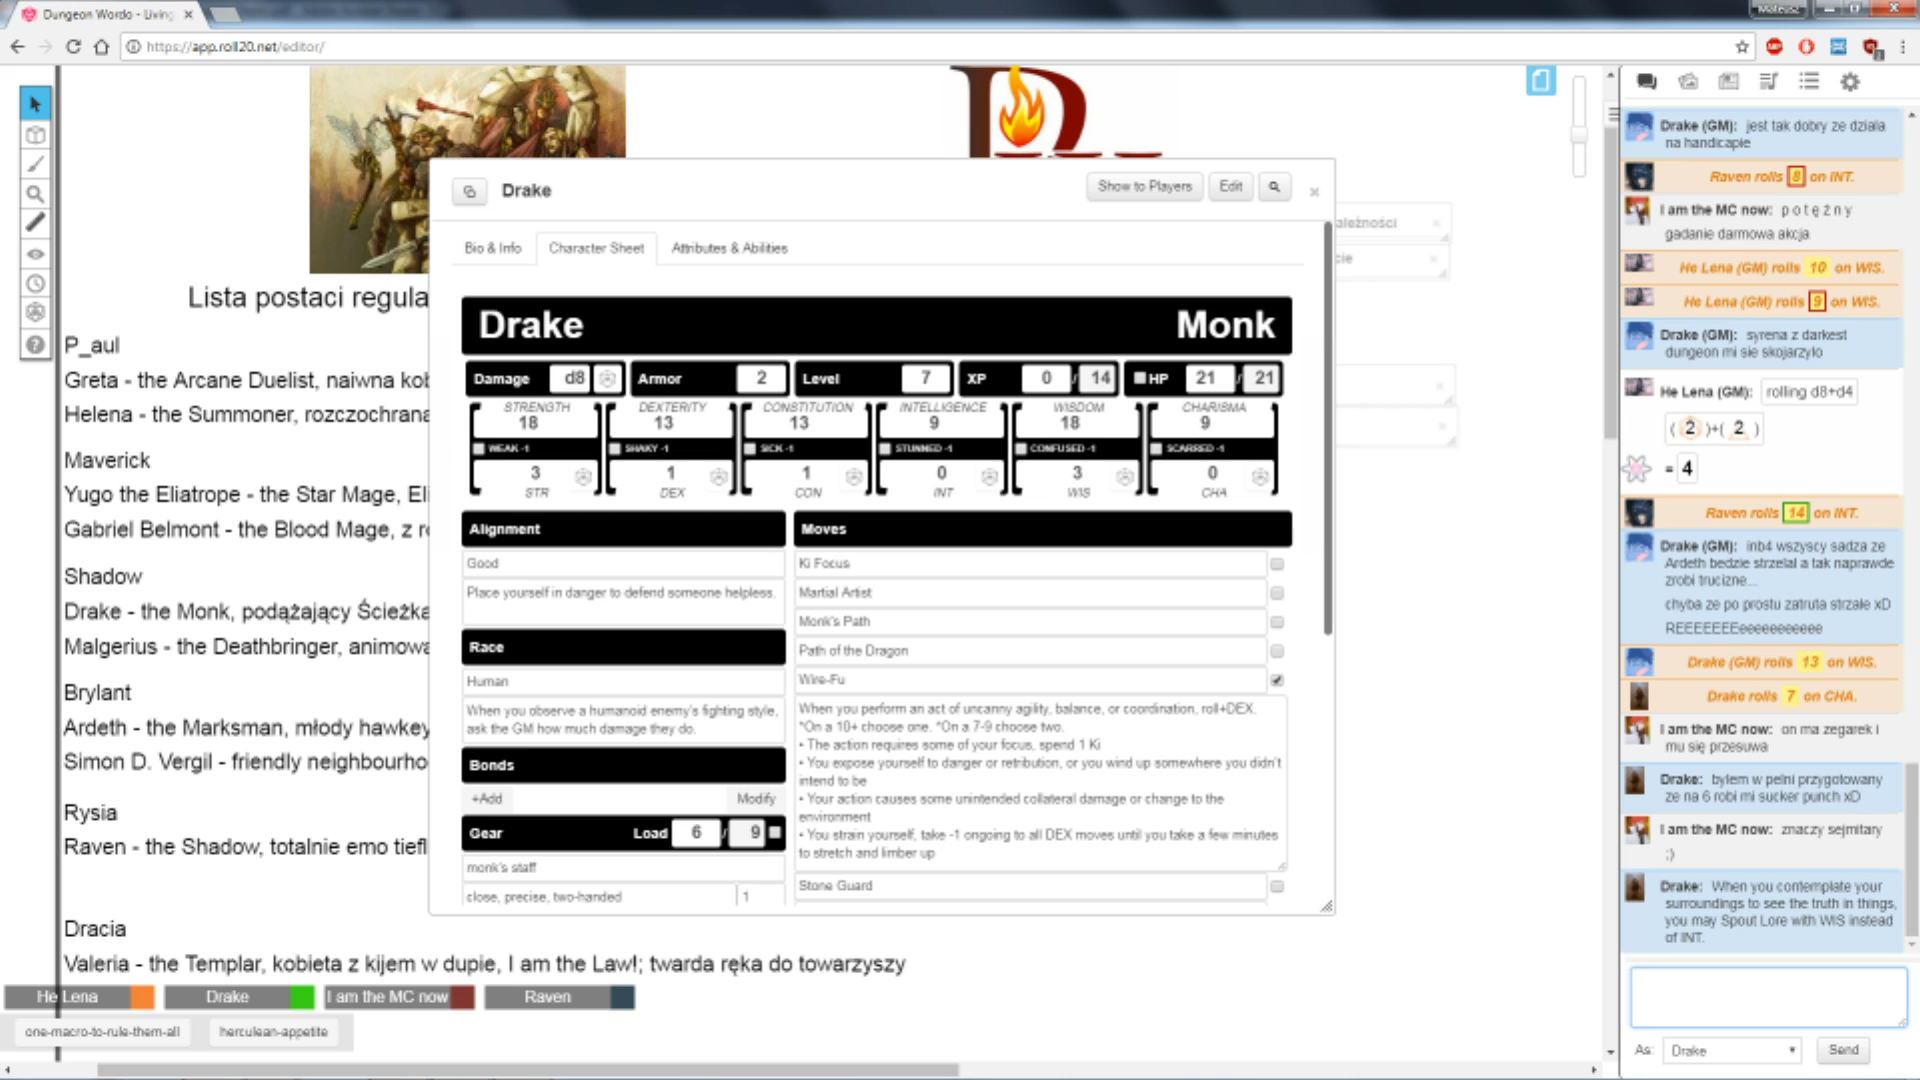 Dungeon Wordo - Living
Mateusz
https://app.roll20.net/editor/
Lista postaci regula
P_aul
Greta - the Arcane Duelist, naiwna kob
Helena - the Summoner, rozczochrana
Maverick
Yugo the Eliatrope - the Star Mage, Eli
Gabriel Belmont - the Blood Mage, z r
Shadow
Drake - the Monk, podążający Ścieżką
Malgerius - the Deathbringer, animowa
Brylant
Ardeth - the Marksman, młody hawkey
Simon D. Vergil - friendly neighbourho
Rysia
Raven - the Shadow, totalnie emo tiefl
Dracia
Valeria - the Templar, kobieta z kijem w dupie, I am the Law!; twarda ręka do towarzyszy
He Lena
Drake
I am the MC now
Raven
one-macro-to-rule-them-all
herculean-appetite
Drake
Show to Players
Edit
Bio & Info
Character Sheet
Attributes & Abilities
Drake Monk
Damage d8
Armor 2
Level 7
XP 0 / 14
HP 21 / 21
STRENGTH DEXTERITY CONSTITUTION INTELLIGENCE WISDOM CHARISMA
18 13 13 9 18 9
WEAK -1 SHAKY -1 SICK -1 STUNNED -1 CONFUSED -1 SCARRED -1
3 1 1 0 3 0
STR DEX CON INT WIS CHA
Alignment
Good
Place yourself in danger to defend someone helpless.
Race
Human
When you observe a humanoid enemy's fighting style,
ask the GM how much damage they do.
Bonds
+Add Modify
Gear Load 6 / 9
monk's staff
close, precise, two-handed 1
Moves
Ki Focus
Martial Artist
Monk's Path
Path of the Dragon
Wire-Fu
When you perform an act of uncanny agility, balance, or coordination, roll+DEX.
*On a 10+ choose one. *On a 7-9 choose two.
• The action requires some of your focus, spend 1 Ki
• You expose yourself to danger or retribution, or you wind up somewhere you didn't
intend to be
• Your action causes some unintended collateral damage or change to the
environment
• You strain yourself, take -1 ongoing to all DEX moves until you take a few minutes
to stretch and limber up
Stone Guard
ależności
cie
Drake (GM): jest tak dobry ze dziala
na handicapie
Raven rolls 8 on INT.
I am the MC now: p o t ę ż n y
gadanie darmowa akcja
He Lena (GM) rolls 10 on WIS.
He Lena (GM) rolls 9 on WIS.
Drake (GM): syrena z darkest
dungeon mi sie skojarzylo
He Lena (GM): rolling d8+d4
( 2 )+( 2 )
= 4
Raven rolls 14 on INT.
Drake (GM): inb4 wszyscy sadza ze
Ardeth bedzie strzelal a tak naprawde
zrobi trucizne...
chyba ze po prostu zatruta strzale xD
REEEEEEEeeeeeeeeeee
Drake (GM) rolls 13 on WIS.
Drake rolls 7 on CHA.
I am the MC now: on ma zegarek i
mu się przesuwa
Drake: bylem w pelni przygotowany
ze na 6 robi mi sucker punch xD
I am the MC now: znaczy sejmitary
;)
Drake: When you contemplate your
surroundings to see the truth in things,
you may Spout Lore with WIS instead
of INT.
As: Drake
Send